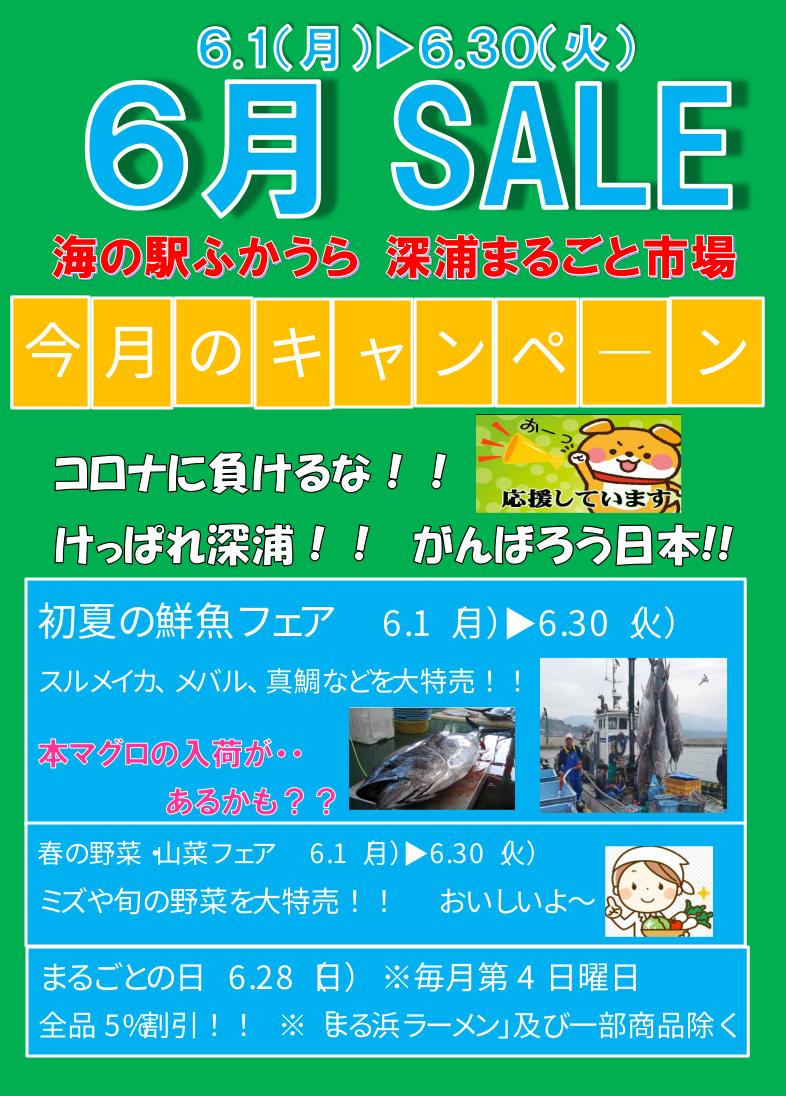 6.1(月)▶6.30(火)
6月 SALE
海の駅ふかうら 深浦まるごと市場
今月のキャンペーン
おーっ
応援しています
コロナに負けるな！！
けっぱれ深浦！！ がんばろう日本!!
初夏の鮮魚フェア 6.1(月)▶6.30(火)
スルメイカ、メバル、真鯛などを大特売！！
本マグロの入荷が・・
あるかも？？
春の野菜・山菜フェア 6.1(月)▶6.30(火)
ミズや旬の野菜を大特売！！ おいしいよ～
まるごとの日 6.28(日) ※毎月第4日曜日
全品5%割引！！ ※「まる浜ラーメン」及び一部商品除く